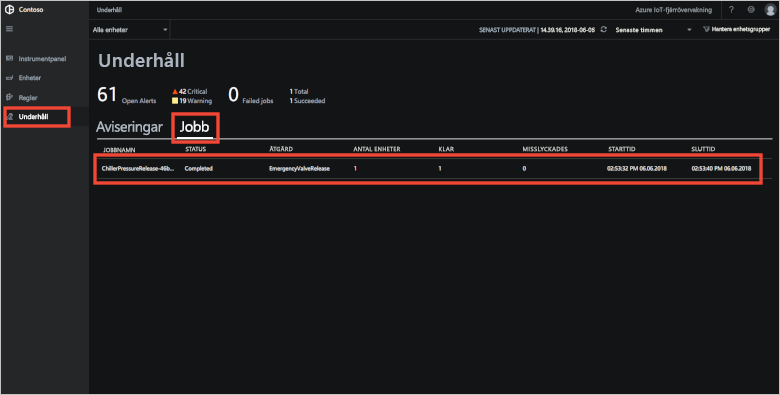 Contoso
Underhåll
Azure IoT-fjärrövervakning
?
Alla enheter
SENAST UPPDATERAT | 14.39.16, 2018-06-06
Senaste timmen
Hantera enhetsgrupper
Instrumentpanel
Enheter
Regler
Underhåll
Underhåll
61 Open Alerts
42 Critical
19 Warning
0 Failed jobs
1 Total
1 Succeeded
Aviseringar Jobb
JOBBNAMN STATUS ÅTGÄRD ANTAL ENHETER KLAR MISSLYCKADES STARTTID SLUTTID
ChillerPressureRelease-46b... Completed EmergencyValveRelease 1 1 0 02:53:32 PM 06.06.2018 02:53:40 PM 06.06.2018